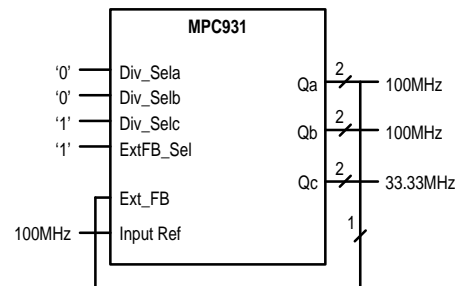 MPC931
‘0’ Div_Sela
‘0’ Div_Selb
‘1’ Div_Selc
‘1’ ExtFB_Sel
Ext_FB
100MHz Input Ref
Qa 2 100MHz
Qb 2 100MHz
Qc 2 33.33MHz
1